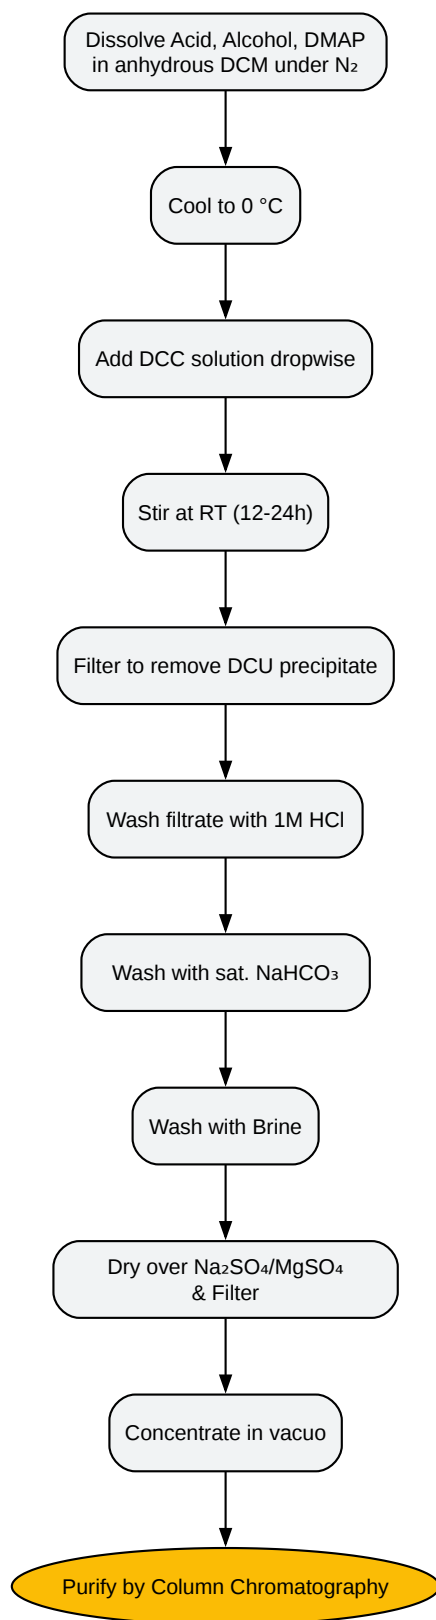 Dissolve Acid, Alcohol, DMAP
in anhydrous DCM under N₂
Cool to 0 °C
Add DCC solution dropwise
Stir at RT (12-24h)
Filter to remove DCU precipitate
Wash filtrate with 1M HCl
Wash with sat. NaHCO₃
Wash with Brine
Dry over Na₂SO₄/MgSO₄
& Filter
Concentrate in vacuo
Purify by Column Chromatography